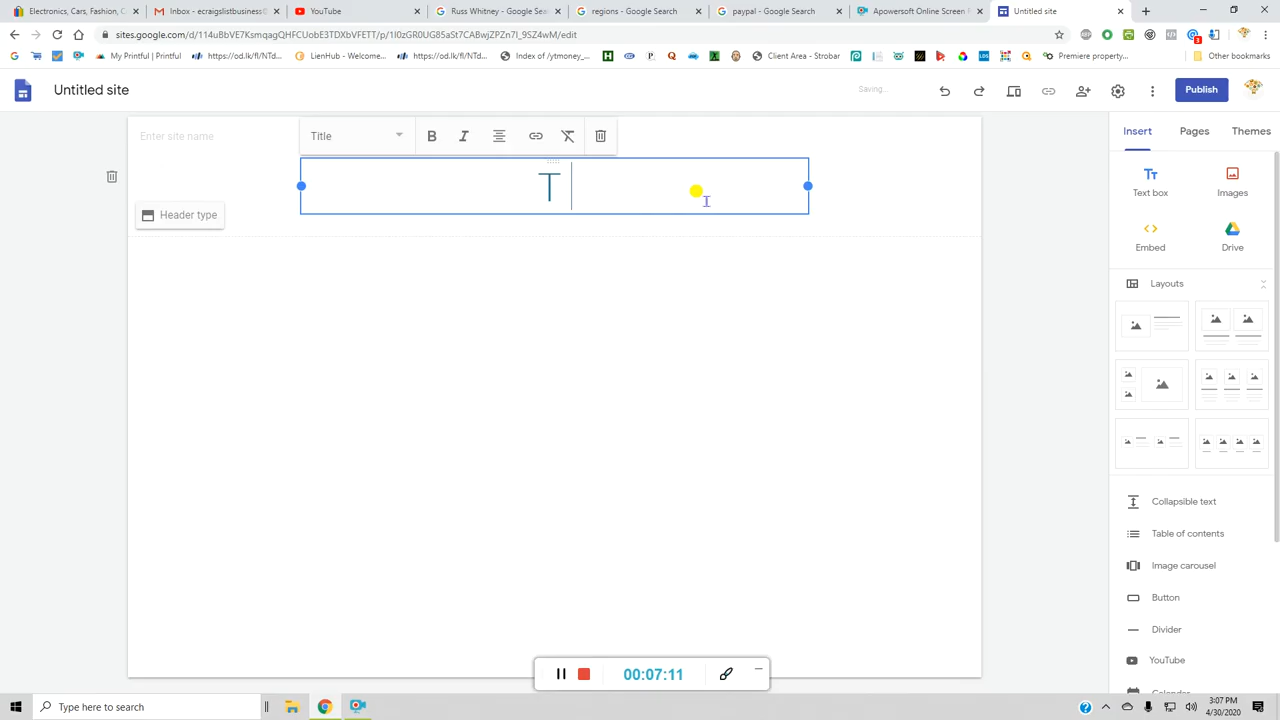 Electronics, Cars, Fashion, C
Inbox - ecraigslistbusiness@
YouTube
Russ Whitney - Google Sear
regions - Google Search
paypal - Google Search
Apowersoft Online Screen
Untitled site
sites.google.com/d/114uBbVE7KsmqagQHFCUobE3TDXbVFETT/p/1I0zGR0UG85aSt7CABwjZPZn7l_9SZ4wM/edit
My Printful | Printful
https://od.lk/fl/NTd...
LienHub - Welcome...
https://od.lk/fl/NTd...
Index of /ytmoney_...
Client Area - Strobar
Premiere property...
Other bookmarks
Untitled site
Saving...
Publish
Enter site name
Title
Insert
Pages
Themes
T
Header type
Text box
Images
Embed
Drive
Layouts
Collapsible text
Table of contents
Image carousel
Button
Divider
YouTube
Calendar
00:07:11
Type here to search
3:07 PM
4/30/2020